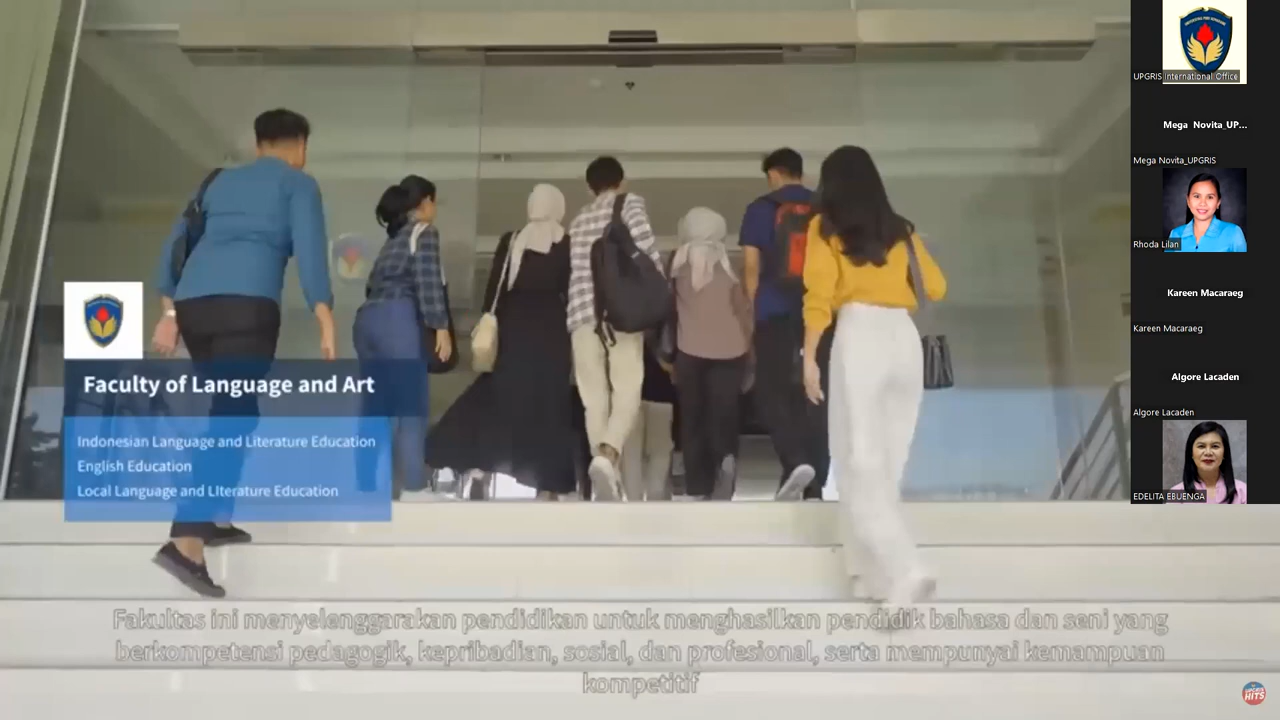 Faculty of Language and Art
Indonesian Language and Literature Education
English Education
Local Language and LIterature Education
Fakultas ini menyelenggarakan pendidikan untuk menghasilkan pendidik bahasa dan seni yang
berkompetensi pedagogik, kepribadian, sosial, dan profesional, serta mempunyai kemampuan
kompetitif
UPGRIS International Office
Mega Novita_UP...
Mega Novita_UPGRIS
Rhoda Lilan
Kareen Macaraeg
Kareen Macaraeg
Algore Lacaden
Algore Lacaden
EDELITA EBUENGA
UPGRIS
HITS